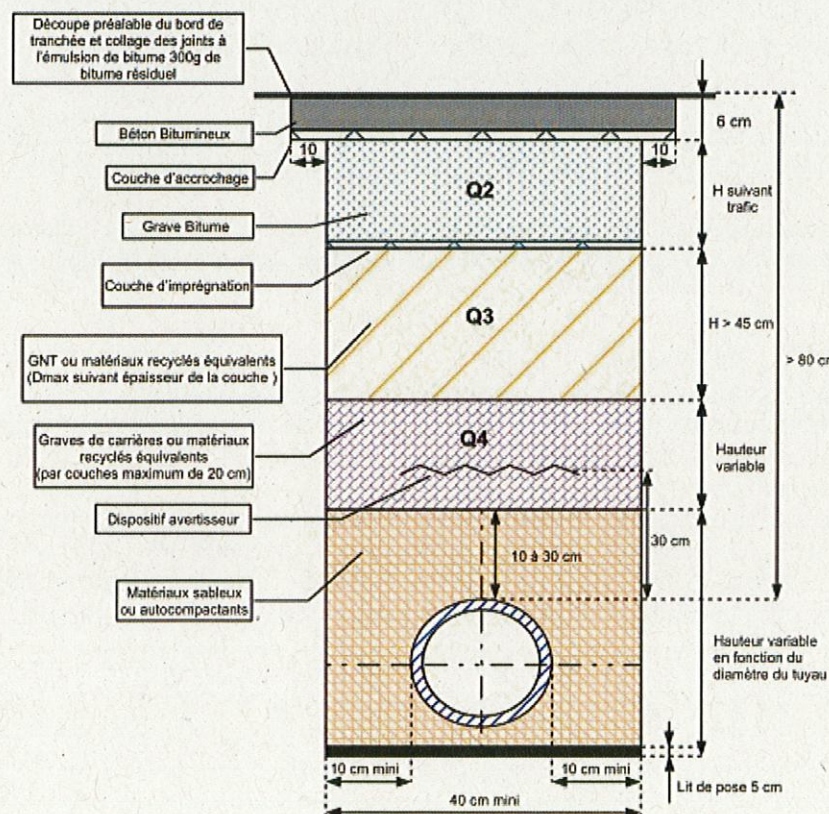 Découpe préalable du bord de
tranchée et collage des joints à
l'émulsion de bitume 300g de
bitume résiduel
6 cm
Béton Bitumineux
10
10
Couche d'accrochage
Q2
H suivant
trafic
Grave Bitume
Couche d'imprégnation
Q3
H > 45 cm
GNT ou matériaux recyclés équivalents
(Dmax suivant épaisseur de la couche )
> 80 cm
Graves de carrières ou matériaux
recyclés équivalents
(par couches maximum de 20 cm)
Q4
Hauteur
variable
Dispositif avertisseur
30 cm
10 à 30 cm
Matériaux sableux
ou autocompactants
Hauteur variable
en fonction du
diamètre du tuyau
10 cm mini
10 cm mini
Lit de pose 5 cm
40 cm mini